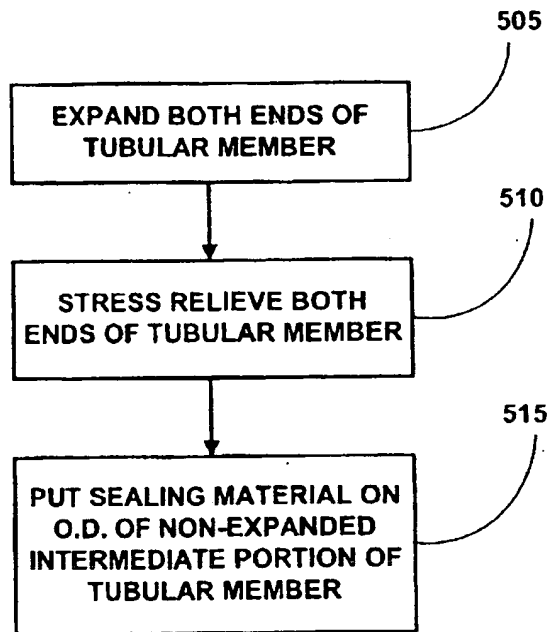 505
EXPAND BOTH ENDS OF
TUBULAR MEMBER
510
STRESS RELIEVE BOTH
ENDS OF TUBULAR MEMBER
515
PUT SEALING MATERIAL ON
O.D. OF NON-EXPANDED
INTERMEDIATE PORTION OF
TUBULAR MEMBER